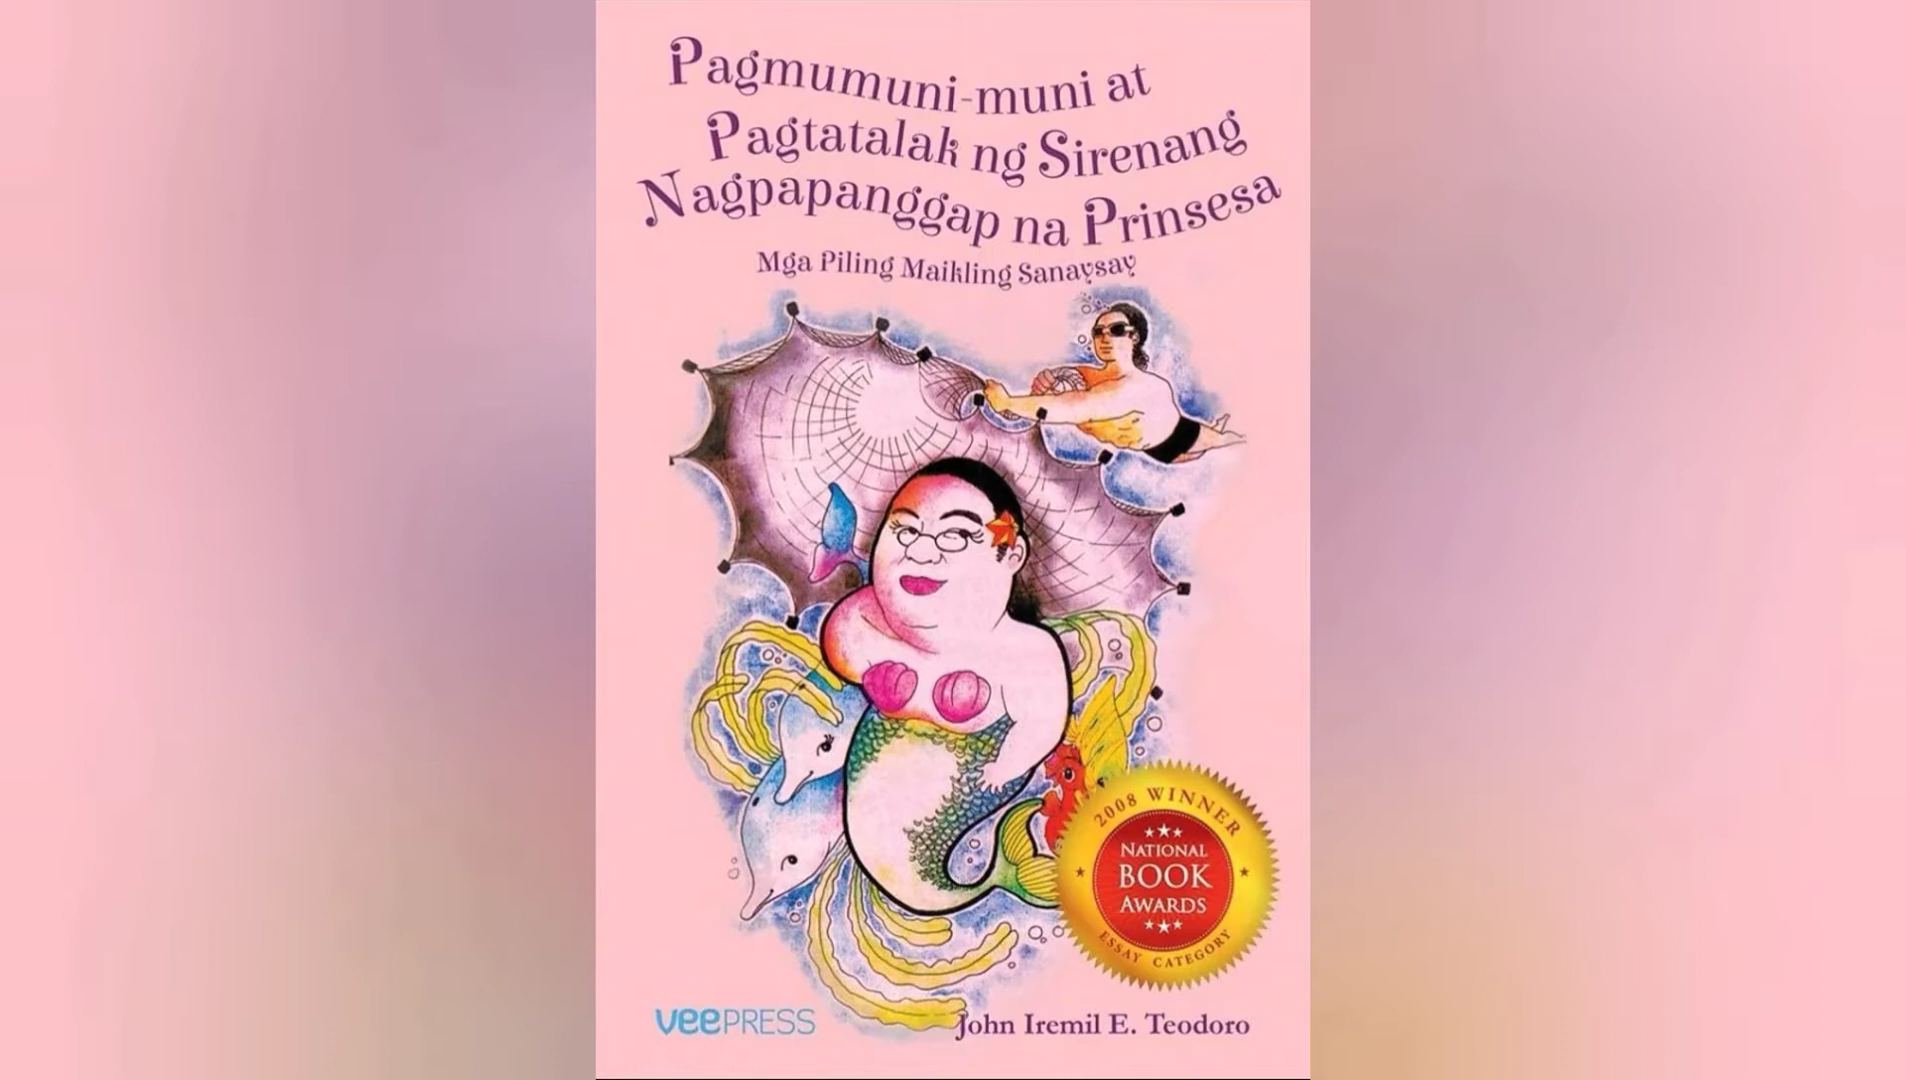 Pagmumuni-muni at
Pagtatalak ng Sirenang
Nagpapanggap na Prinsesa
Mga Piling Maikling Sanaysay
2008 WINNER
NATIONAL
BOOK
AWARDS
ESSAY CATEGORY
veePRESS
John Iremil E. Teodoro